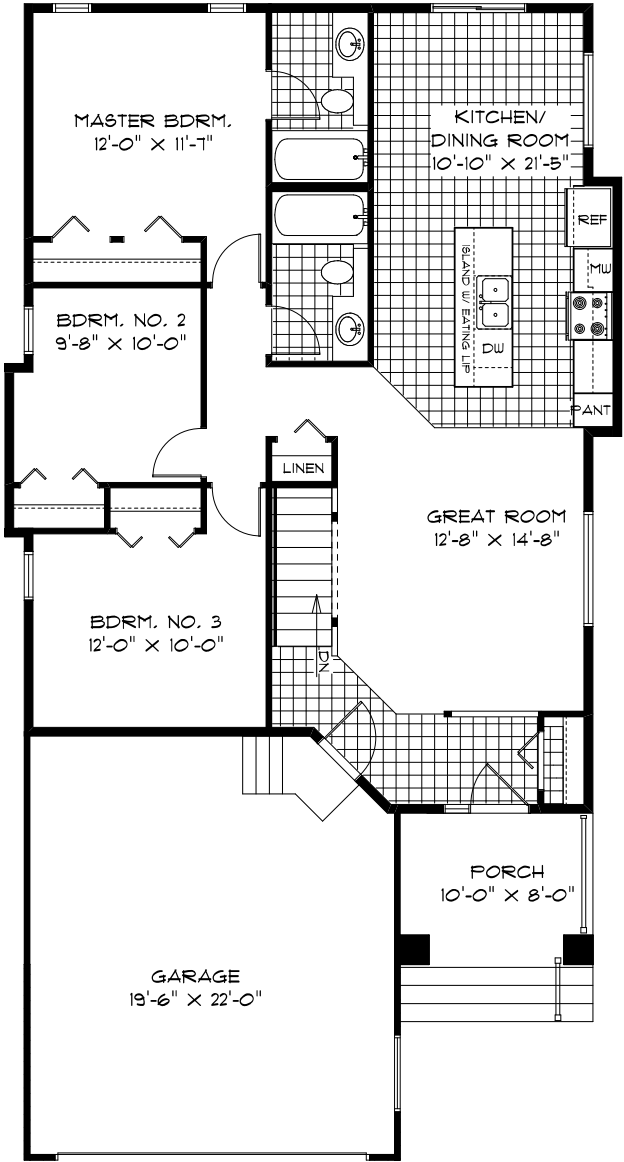 MASTER BDRM.
12'-0" X 11'-7"
KITCHEN/
DINING ROOM
10'-10" X 21'-5"
REF
MW
ISLAND W/ EATING LIP
DW
PANT
BDRM. NO. 2
9'-8" X 10'-0"
LINEN
GREAT ROOM
12'-8" X 14'-8"
BDRM. NO. 3
12'-0" X 10'-0"
DN
PORCH
10'-0" X 8'-0"
GARAGE
19'-6" X 22'-0"